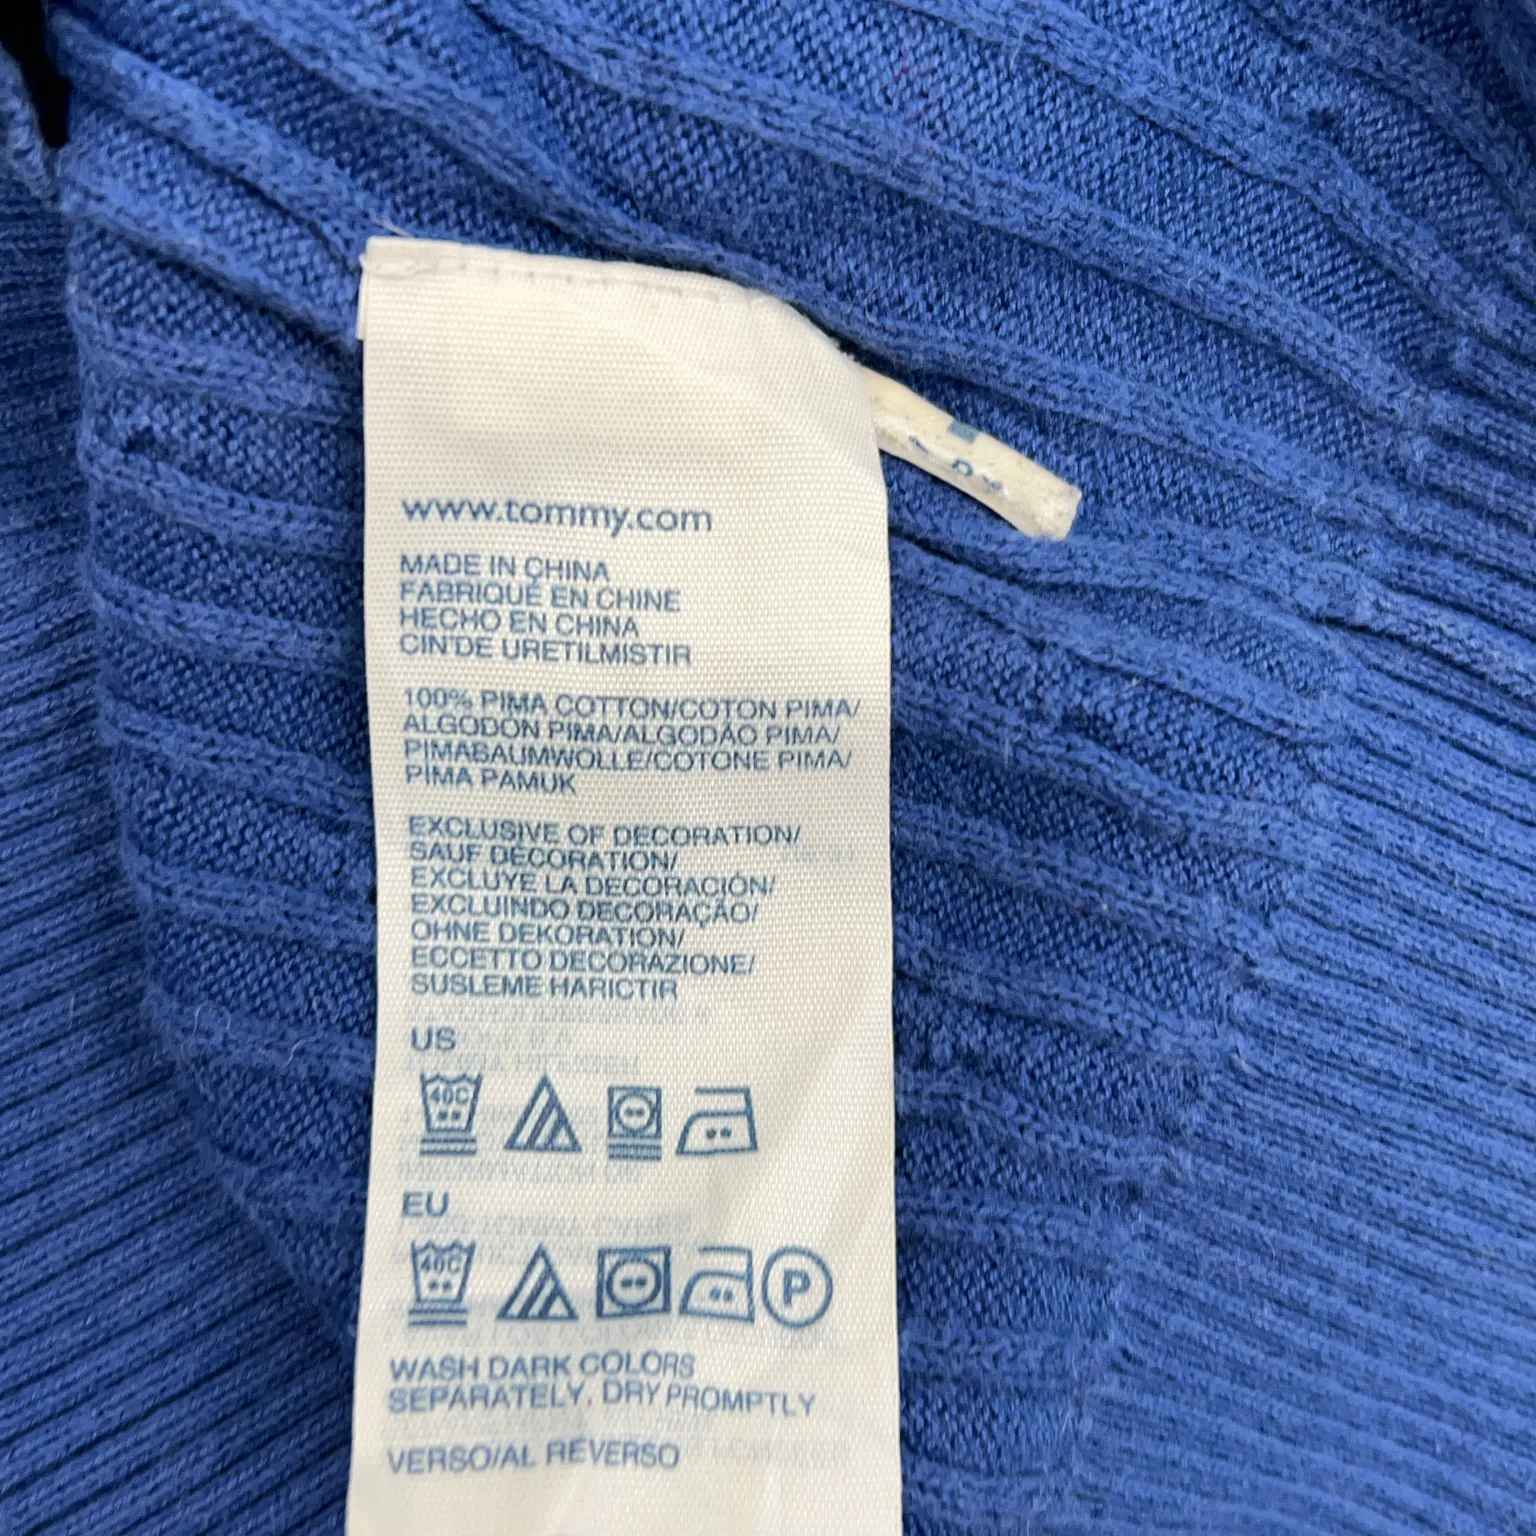 www.tommy.com
MADE IN CHINA
FABRIQUÉ EN CHINE
HECHO EN CHINA
CIN'DE URETILMISTIR
100% PIMA COTTON/COTON PIMA/
ALGODON PIMA/ALGODÃO PIMA/
PIMABAUMWOLLE/COTONE PIMA/
PIMA PAMUK
EXCLUSIVE OF DECORATION/
SAUF DÉCORATION/
EXCLUYE LA DECORACIÓN/
EXCLUINDO DECORAÇÃO/
OHNE DEKORATION/
ECCETTO DECORAZIONE/
SUSLEME HARICTIR
US
40C
EU
40C P
WASH DARK COLORS
SEPARATELY, DRY PROMPTLY
VERSO/AL REVERSO